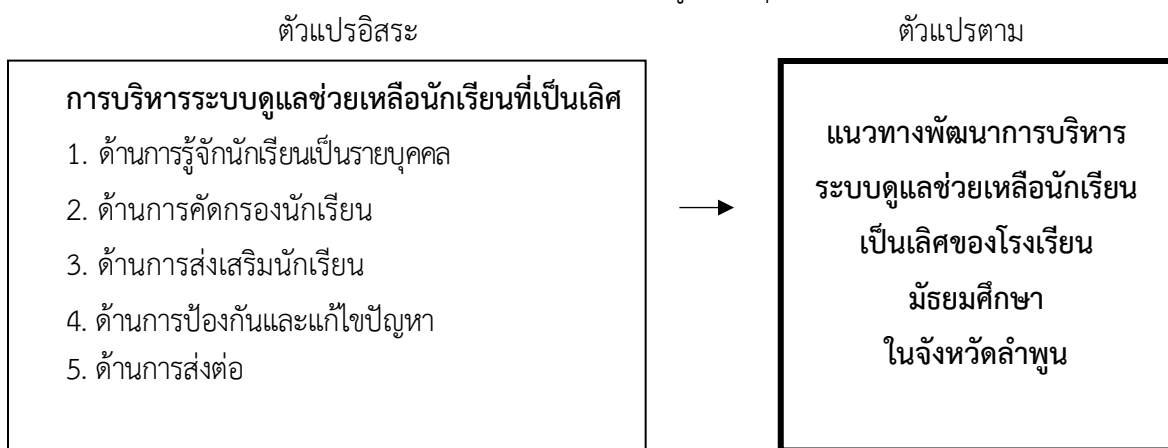 ตัวแปรอิสระ
ตัวแปรตาม
การบริหารระบบดูแลช่วยเหลือนักเรียนที่เป็นเลิศ
1. ด้านการรู้จักนักเรียนเป็นรายบุคคล
2. ด้านการคัดกรองนักเรียน
3. ด้านการส่งเสริมนักเรียน
4. ด้านการป้องกันและแก้ไขปัญหา
5. ด้านการส่งต่อ
แนวทางพัฒนาการบริหาร
ระบบดูแลช่วยเหลือนักเรียน
เป็นเลิศของโรงเรียน
มัธยมศึกษา
ในจังหวัดลำพูน